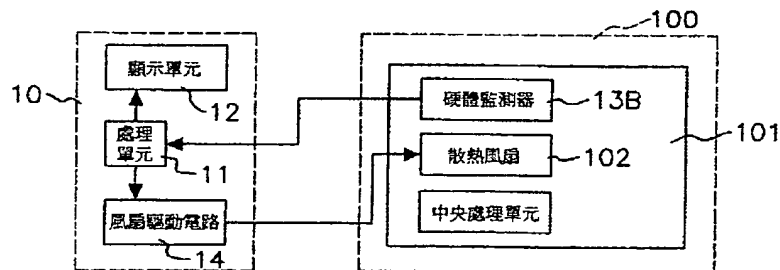 100
顯示單元
12
10
處理
單元
11
風扇驅動電路
14
硬體監測器
13B
101
散熱風扇
102
中央處理單元